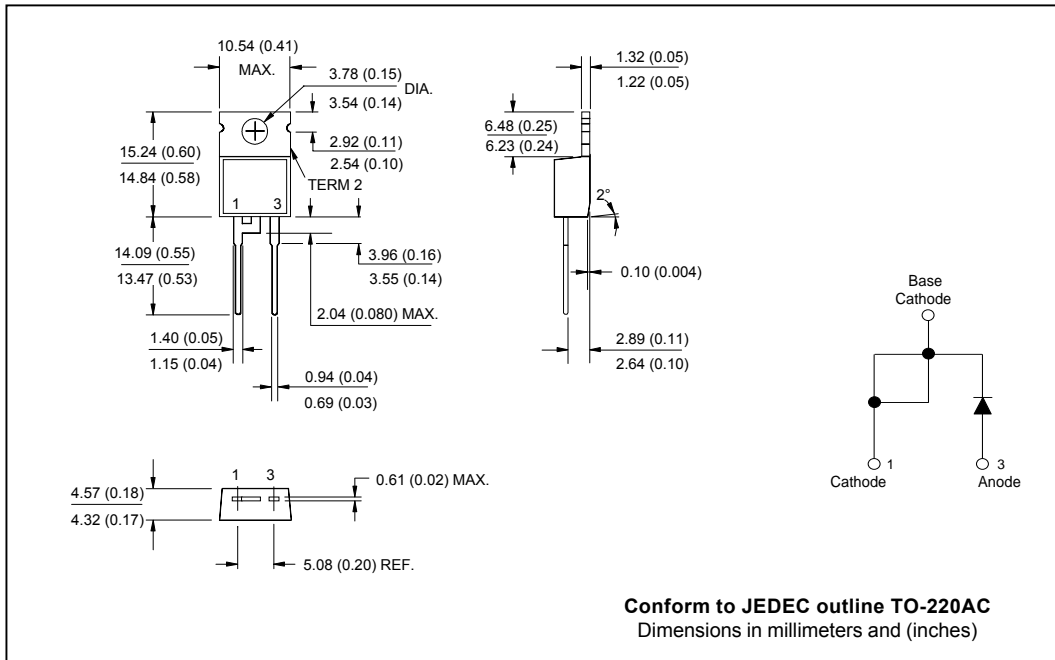 10.54 (0.41)
MAX.
3.78 (0.15)
3.54 (0.14)
DIA.
1.32 (0.05)
1.22 (0.05)
15.24 (0.60)
14.84 (0.58)
2.92 (0.11)
2.54 (0.10)
TERM 2
1 3
6.48 (0.25)
6.23 (0.24)
2°
14.09 (0.55)
13.47 (0.53)
3.96 (0.16)
3.55 (0.14)
0.10 (0.004)
2.04 (0.080) MAX.
1.40 (0.05)
1.15 (0.04)
2.89 (0.11)
2.64 (0.10)
0.94 (0.04)
0.69 (0.03)
Base
Cathode
1
Cathode
3
Anode
1 3
4.57 (0.18)
4.32 (0.17)
0.61 (0.02) MAX.
5.08 (0.20) REF.
Conform to JEDEC outline TO-220AC
Dimensions in millimeters and (inches)